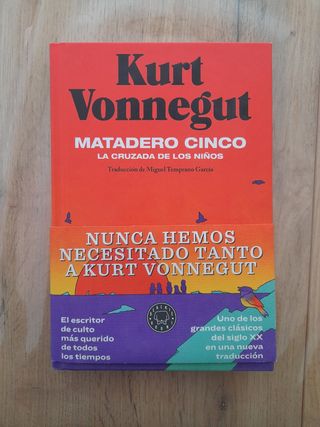 Kurt
Vonnegut
MATADERO CINCO
LA CRUZADA DE LOS NIÑOS
Traducción de Miguel Temprano García
NUNCA HEMOS
NECESITADO TANTO
A KURT VONNEGUT
El escritor
de culto
más querido
de todos
los tiempos
Uno de los
grandes clásicos
del siglo XX
en una nueva
traducción